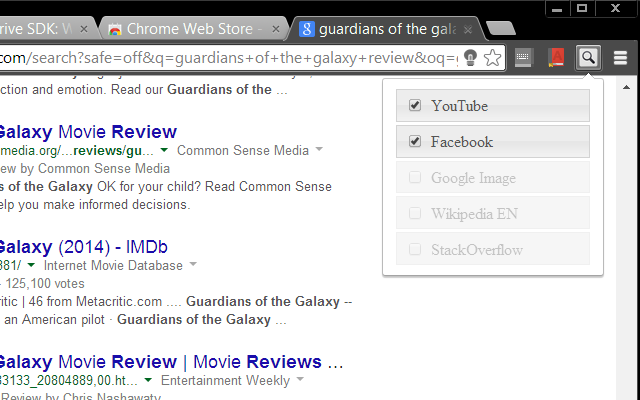 rive SDK: W
Chrome Web Store -
guardians of the gala
com/search?safe=off&q=guardians+of+the+galaxy+review&oq=g
ction and emotion. Read our Guardians of the ...
Galaxy Movie Review
media.org/...reviews/gu... Common Sense Media
ew by Common Sense Media
s of the Galaxy OK for your child? Read Common Sense
elp you make informed decisions.
Galaxy (2014) - IMDb
381/ Internet Movie Database
- 125,100 votes
ritic | 46 from Metacritic.com .... Guardians of the Galaxy --
an American pilot · Guardians of the Galaxy ...
Galaxy Movie Review | Movie Reviews ...
33133_20804889,00.ht... Entertainment Weekly
Review by Chris Nashawaty
YouTube
Facebook
Google Image
Wikipedia EN
StackOverflow